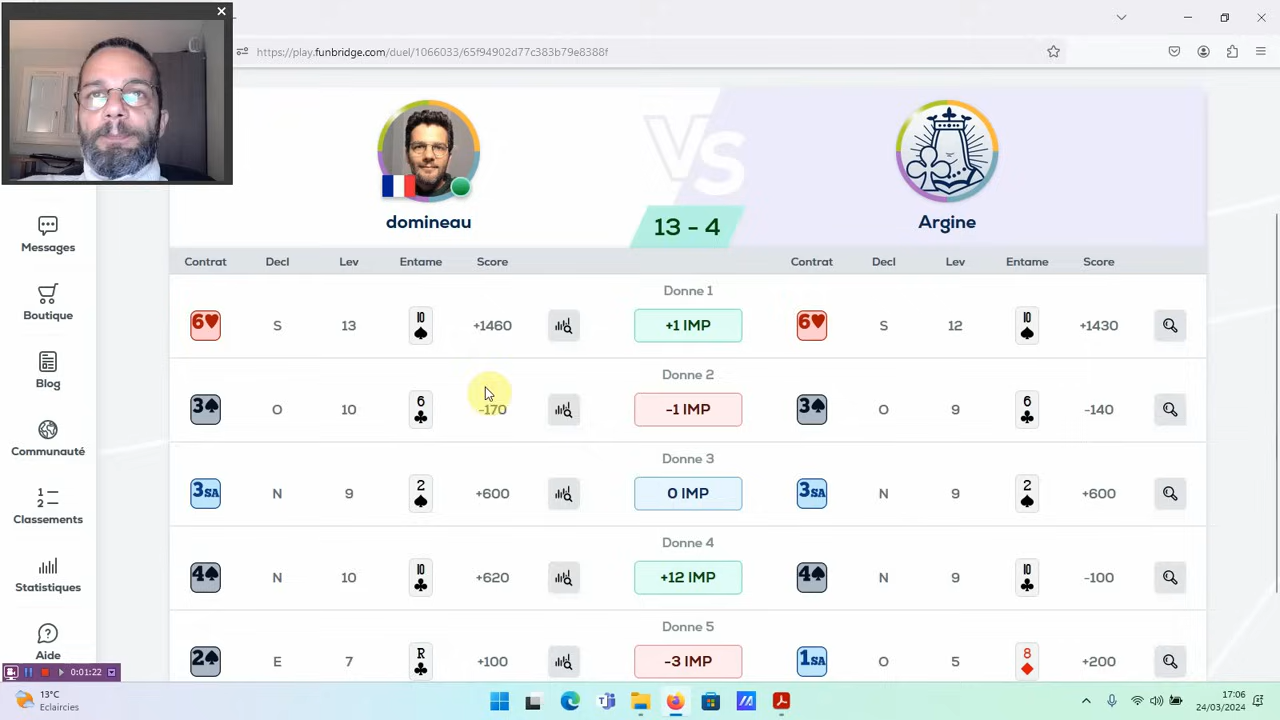 https://play.funbridge.com/duel/1066033/65f94902d77c383b79e8388f
VS
domineau
13 - 4
Argine
Contrat Decl Lev Entame Score Contrat Decl Lev Entame Score
Donne 1
6♥ S 13 10♠ +1460 +1 IMP 6♥ S 12 10♠ +1430
Donne 2
3♠ O 10 6♣ -170 -1 IMP 3♠ O 9 6♣ -140
Donne 3
3SA N 9 2♠ +600 0 IMP 3SA N 9 2♠ +600
Donne 4
4♠ N 10 10♣ +620 +12 IMP 4♠ N 9 10♣ -100
Donne 5
2♠ E 7 R♣ +100 -3 IMP 1SA O 5 8♦ +200
Messages
Boutique
Blog
Communauté
1
2
Classements
Statistiques
Aide
0:01:22
13°C
Eclaircies
17:06
24/03/2024